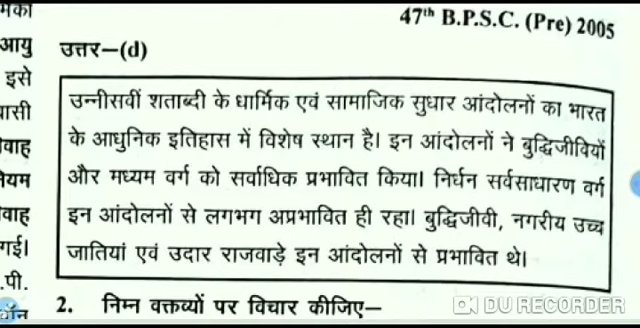 47th B.P.S.C. (Pre) 2005
आयु
उत्तर–(d)
इसे
उन्नीसवीं शताब्दी के धार्मिक एवं सामाजिक सुधार आंदोलनों का भारत
के आधुनिक इतिहास में विशेष स्थान है। इन आंदोलनों ने बुद्धिजीवियों
और मध्यम वर्ग को सर्वाधिक प्रभावित किया। निर्धन सर्वसाधारण वर्ग
इन आंदोलनों से लगभग अप्रभावित ही रहा। बुद्धिजीवी, नगरीय उच्च
जातियां एवं उदार राजवाड़े इन आंदोलनों से प्रभावित थे।
गई।
.पी.
2. निम्न वक्तव्यों पर विचार कीजिए–
DU RECORDER